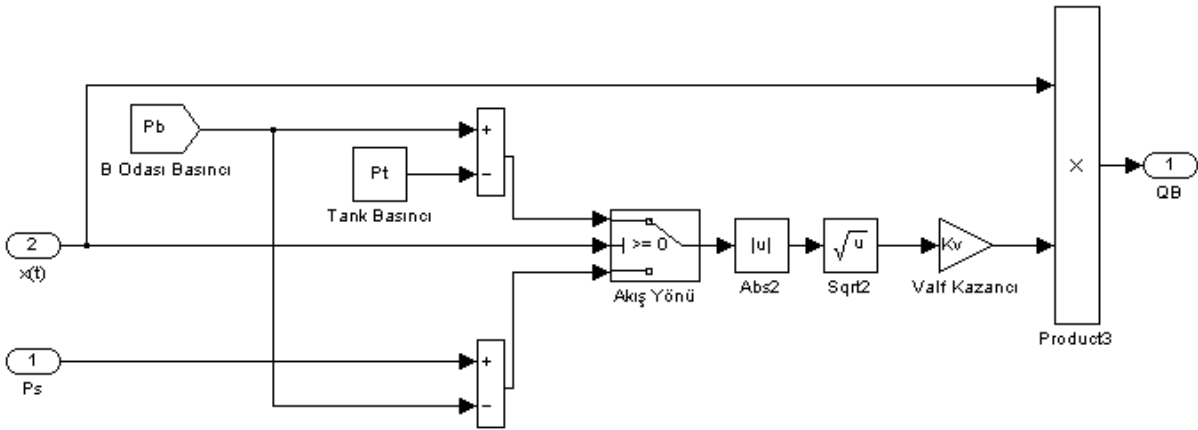 Pb
B Odası Basıncı
Pt
Tank Basıncı
+
−
2
x(t)
>= 0
Akış Yönü
|u|
Abs2
√u
Sqrt2
Kv
Valf Kazancı
×
Product3
1
QB
1
Ps
+
−